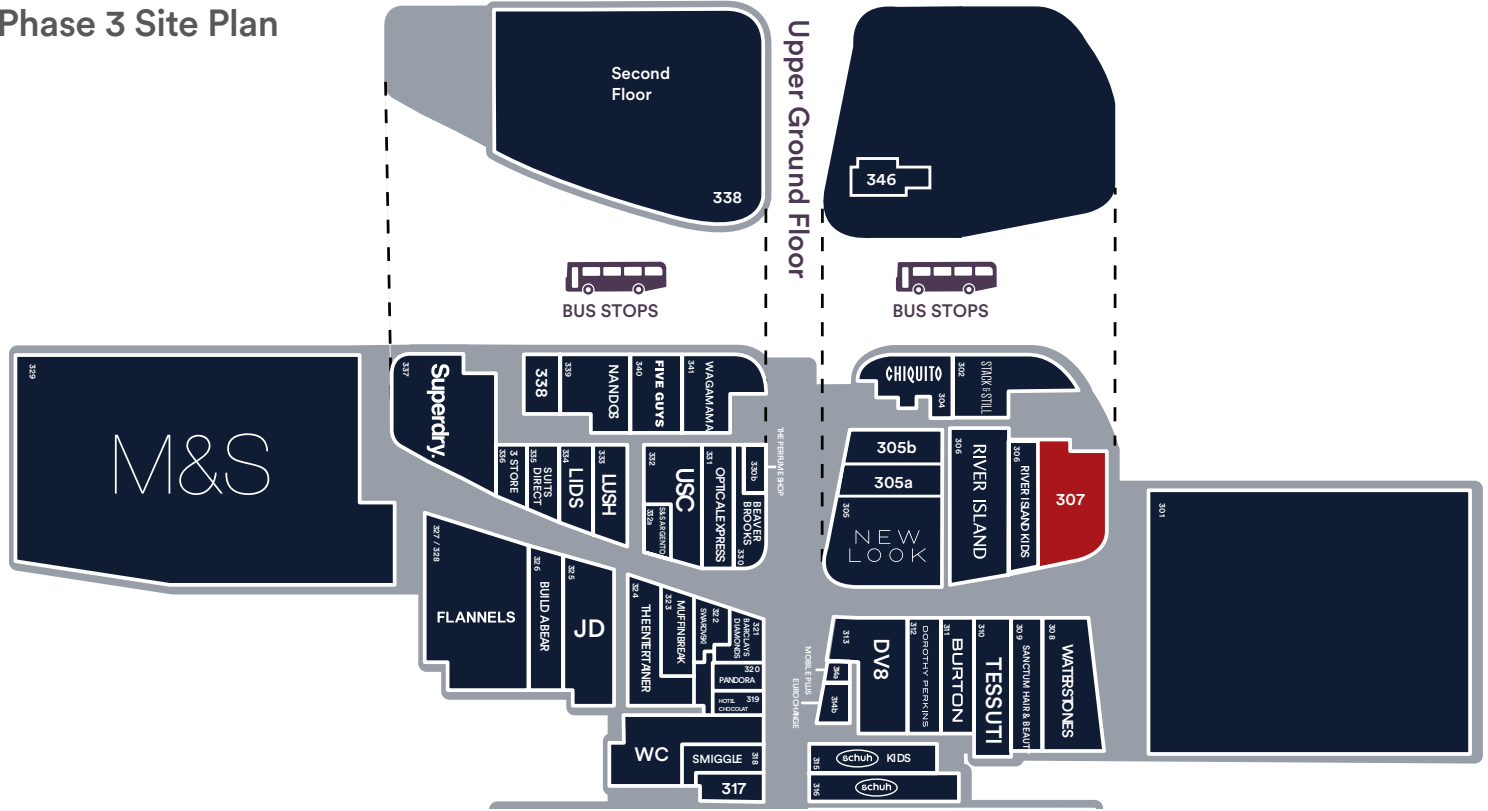 Phase 3 Site Plan
Second
Floor
338
Upper Ground Floor
346
BUS STOPS
BUS STOPS
329
M&S
337
Superdry.
338
339
NANDOS
340
FIVE GUYS
341
WAGAMAMA
336
3 STORE
335
SUITS
DIRECT
334
LIDS
333
LUSH
332
USC
332a
S&S ARGENTO
331
OPTICAL EXPRESS
330b
BEAVER
BROOKS
330
THE PERFUME SHOP
CHIQUITO
304
302
STACK & STILL
305b
305a
305
NEW
LOOK
306
RIVER ISLAND
306
RIVER ISLAND KIDS
307
301
327 / 328
FLANNELS
326
BUILD A BEAR
325
JD
324
THE ENTERTAINER
323
MUFFIN BREAK
322
SWAROVSKI
321
BARCLAYS
DIAMONDS
320
PANDORA
319
HOTEL
CHOCOLAT
WC
SMIGGLE
318
317
313
DV8
314a
314b
MOBILE PLUS
EUROCHANGE
312
DOROTHY PERKINS
311
BURTON
310
TESSUTI
309
SANCTUM HAIR & BEAUT
308
WATERSTONES
315
schuh KIDS
316
schuh